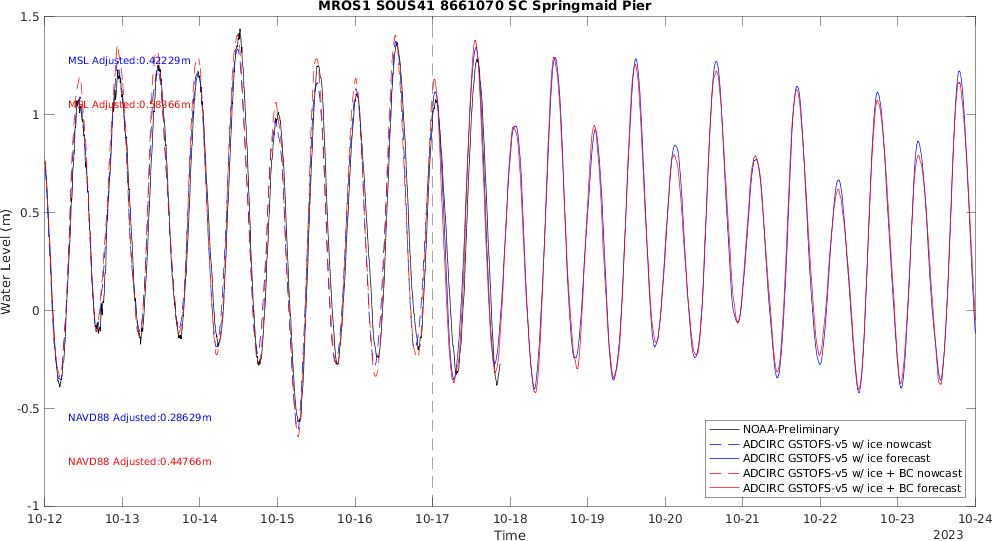 MROS1 SOUS41 8661070 SC Springmaid Pier
Water Level (m)
1.5
1
0.5
0
-0.5
-1
MSL Adjusted:0.42229m
MSL Adjusted:0.58366m
NAVD88 Adjusted:0.28629m
NAVD88 Adjusted:0.44766m
NOAA-Preliminary
ADCIRC GSTOFS-v5 w/ ice nowcast
ADCIRC GSTOFS-v5 w/ ice forecast
ADCIRC GSTOFS-v5 w/ ice + BC nowcast
ADCIRC GSTOFS-v5 w/ ice + BC forecast
10-12 10-13 10-14 10-15 10-16 10-17 10-18 10-19 10-20 10-21 10-22 10-23 10-24
Time
2023